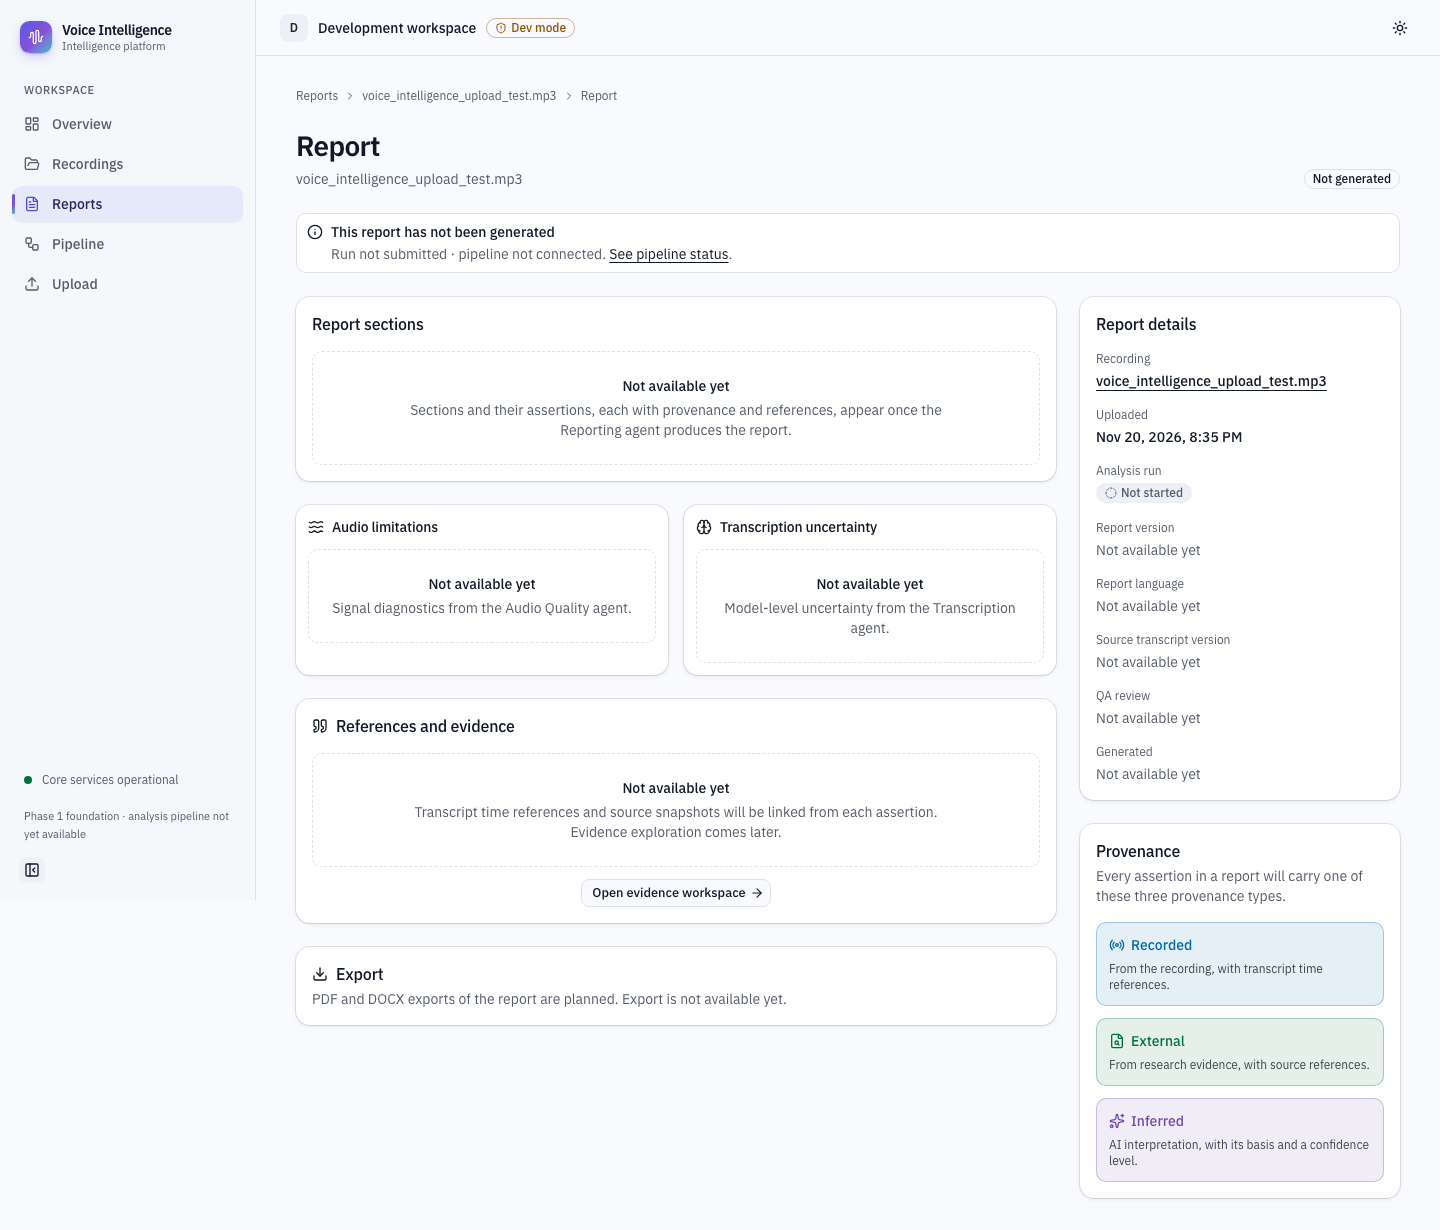 Voice Intelligence
Intelligence platform
WORKSPACE
Overview
Recordings
Reports
Pipeline
Upload
Core services operational
Phase 1 foundation · analysis pipeline not
yet available
D
Development workspace
Dev mode
Reports
voice_intelligence_upload_test.mp3
Report
Report
voice_intelligence_upload_test.mp3
Not generated
This report has not been generated
Run not submitted · pipeline not connected. See pipeline status.
Report sections
Not available yet
Sections and their assertions, each with provenance and references, appear once the
Reporting agent produces the report.
Audio limitations
Not available yet
Signal diagnostics from the Audio Quality agent.
Transcription uncertainty
Not available yet
Model-level uncertainty from the Transcription
agent.
References and evidence
Not available yet
Transcript time references and source snapshots will be linked from each assertion.
Evidence exploration comes later.
Open evidence workspace
Export
PDF and DOCX exports of the report are planned. Export is not available yet.
Report details
Recording
voice_intelligence_upload_test.mp3
Uploaded
Nov 20, 2026, 8:35 PM
Analysis run
Not started
Report version
Not available yet
Report language
Not available yet
Source transcript version
Not available yet
QA review
Not available yet
Generated
Not available yet
Provenance
Every assertion in a report will carry one of
these three provenance types.
Recorded
From the recording, with transcript time
references.
External
From research evidence, with source references.
Inferred
AI interpretation, with its basis and a confidence
level.